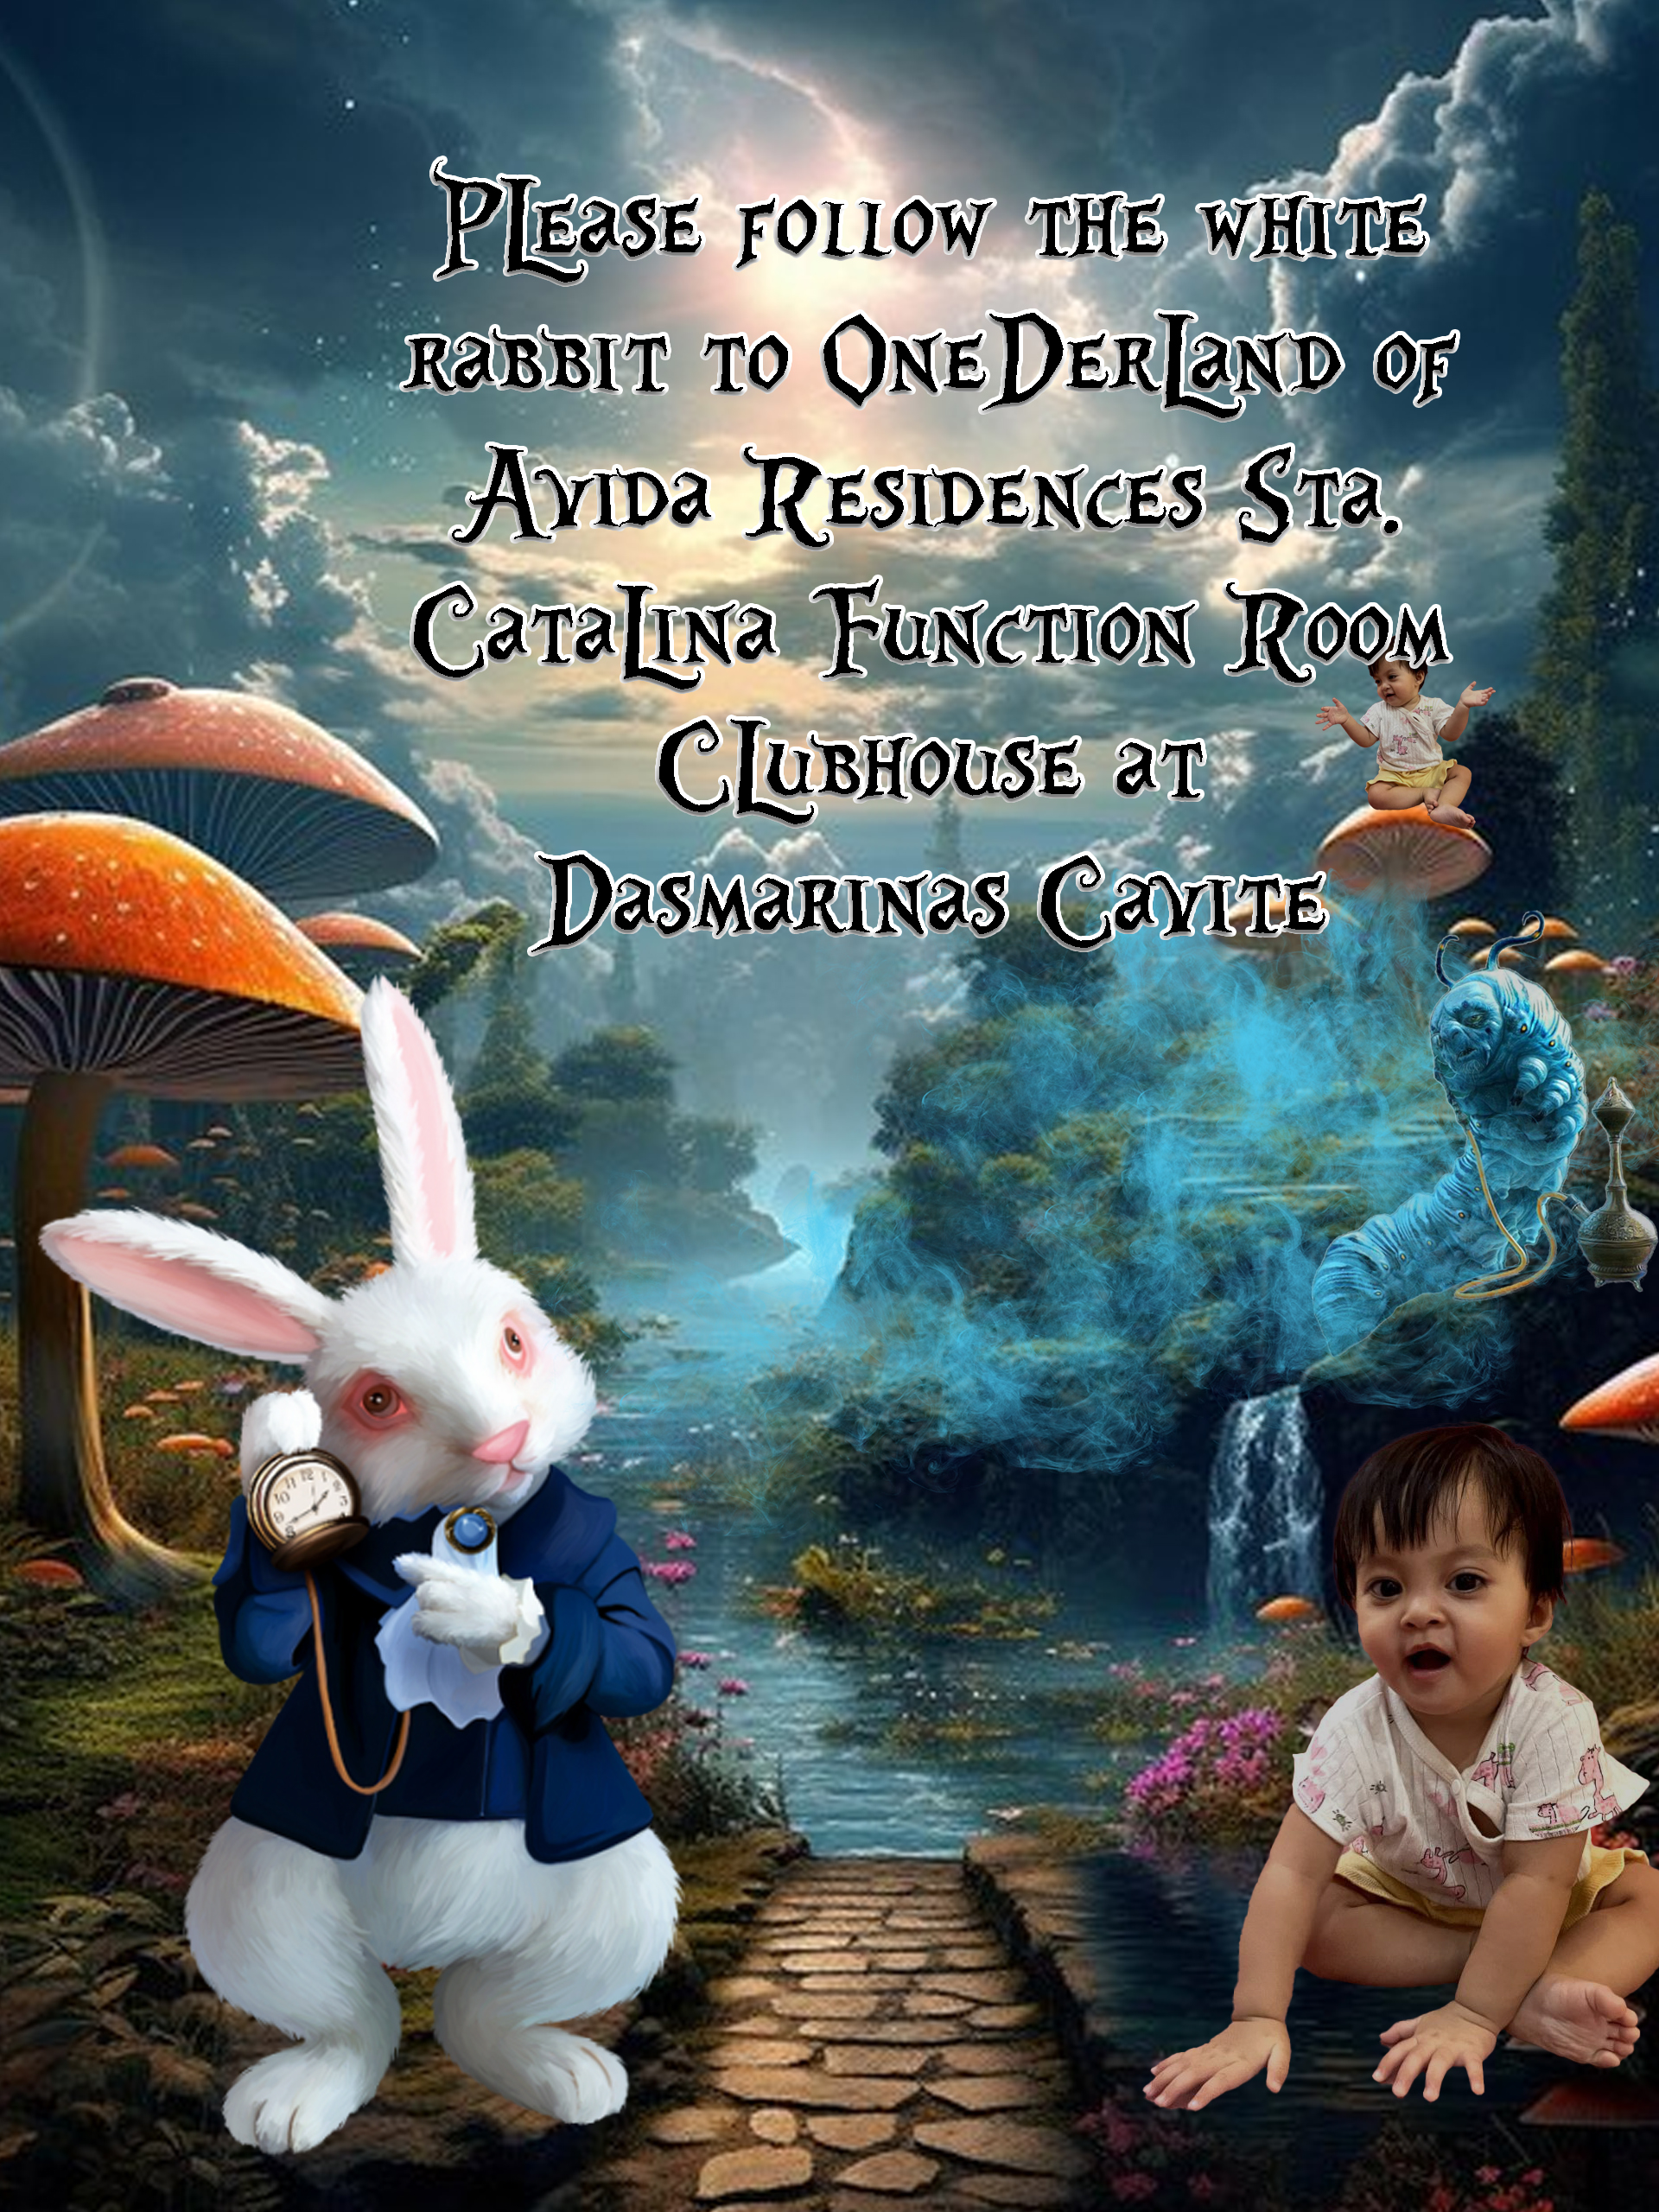 Please follow the white
rabbit to OneDerland of
Avida Residences Sta.
Catalina Function Room
Clubhouse at
Dasmarinas Cavite